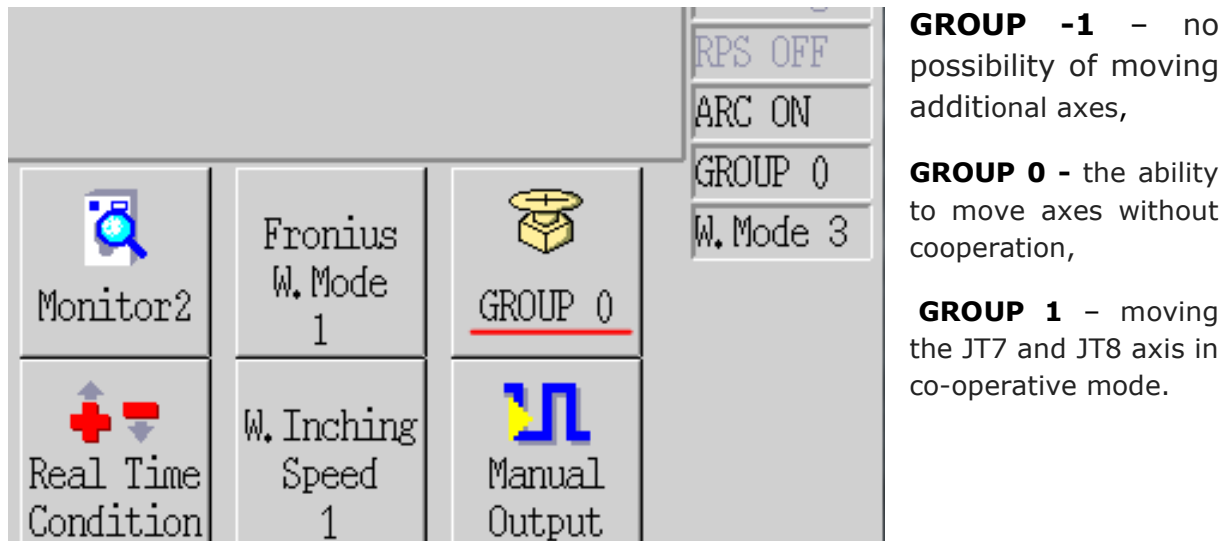 RPS OFF
ARC ON
GROUP 0
W.Mode 3
Monitor2
Fronius
W.Mode
1
GROUP 0
Real Time
Condition
W.Inching
Speed
1
Manual
Output
GROUP -1 – no
possibility of moving
additional axes,
GROUP 0 - the ability
to move axes without
cooperation,
GROUP 1 – moving
the JT7 and JT8 axis in
co-operative mode.